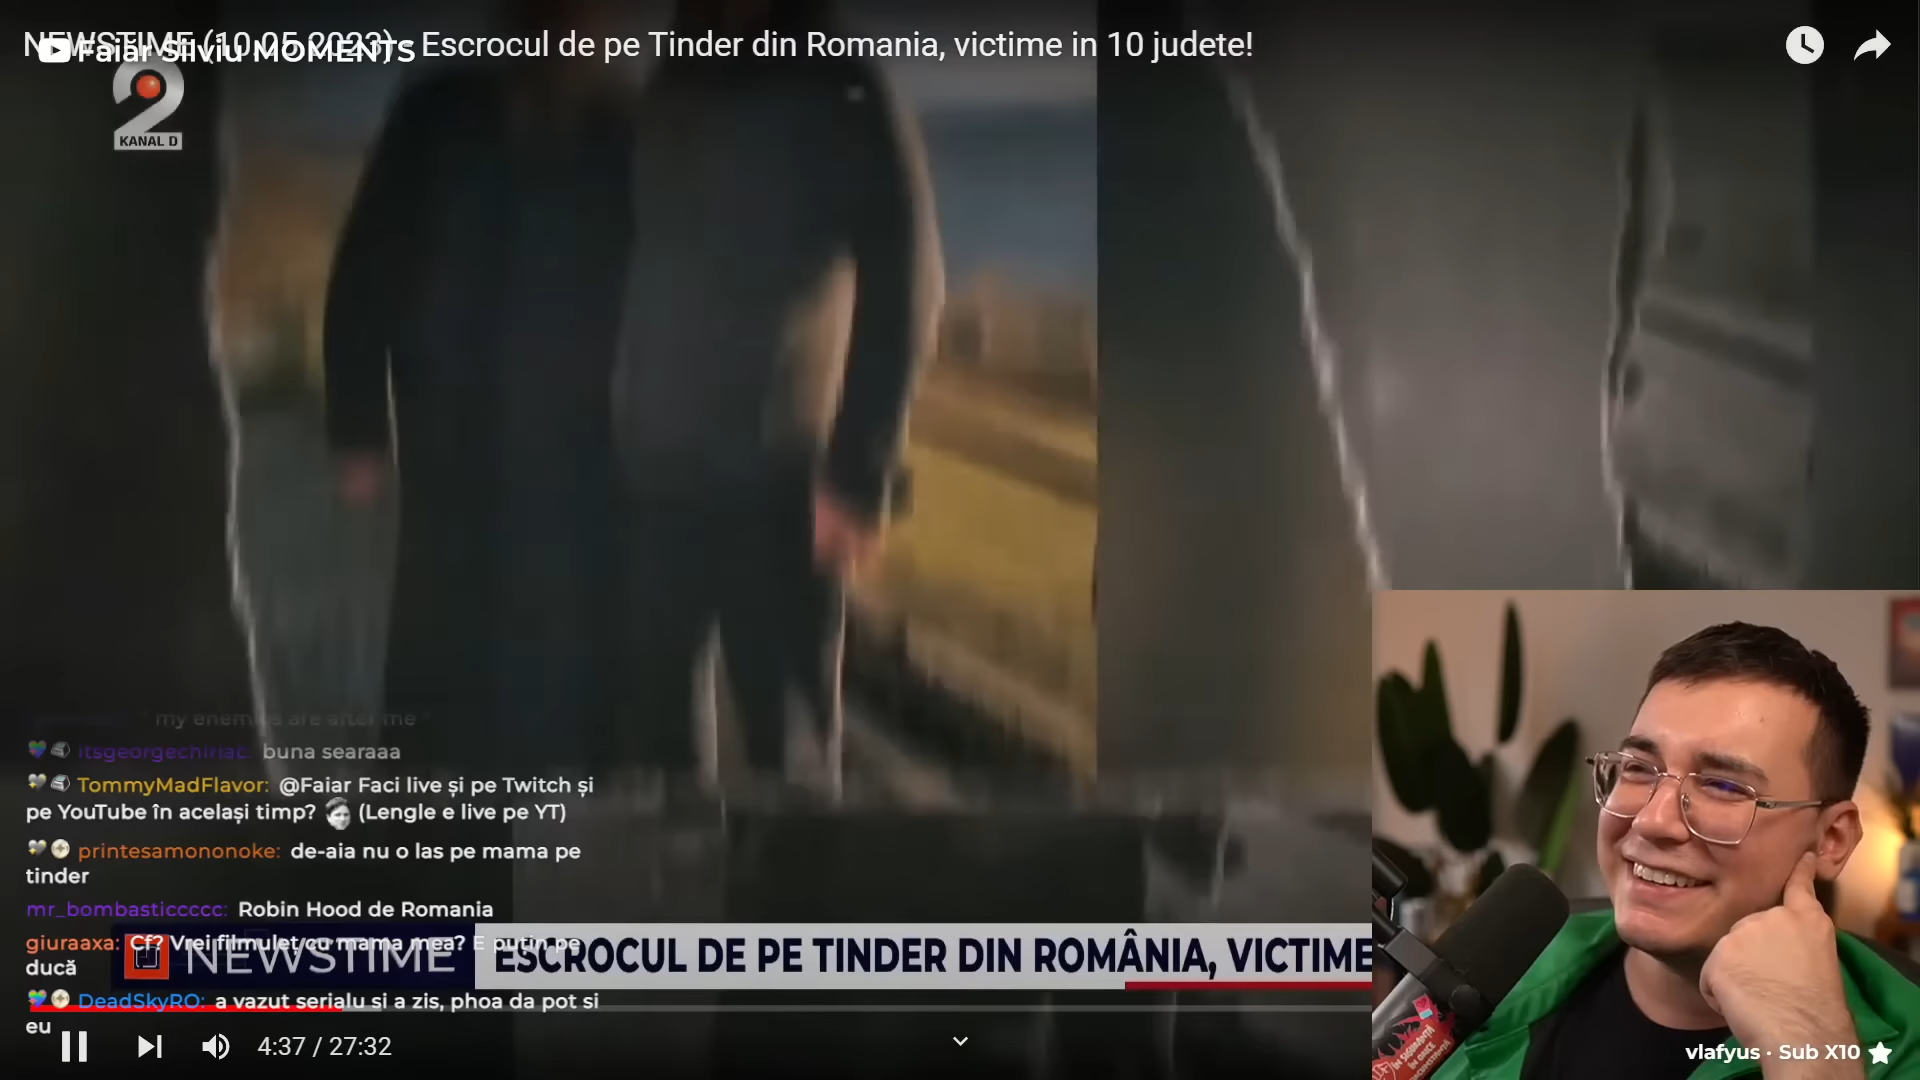 NEWSTIME (10.05.2023) - Escrocul de pe Tinder din Romania, victime in 10 judete!
Faiar Silviu MOMENTS
2
KANAL D
my enemies are after me
itsgeorgechiriac: buna searaaa
TommyMadFlavor: @Faiar Faci live și pe Twitch și
pe YouTube în același timp? (Lengle e live pe YT)
printesamononoke: de-aia nu o las pe mama pe
tinder
mr_bombasticcccc: Robin Hood de Romania
giuraaxa: Cf? Vrei filmuleț cu mama mea? E puțin pe
ducă
NEWSTIME
ESCROCUL DE PE TINDER DIN ROMÂNIA, VICTIME
DeadSkyRO: a vazut serialu si a zis, phoa da pot si
eu
4:37 / 27:32
vlafyus · Sub X10